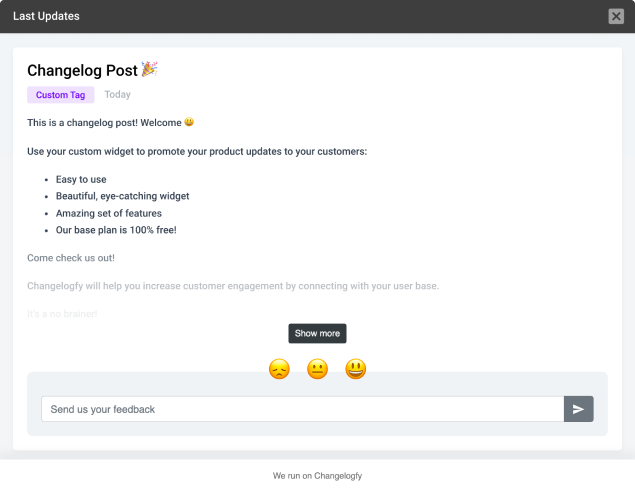 Last Updates
Changelog Post 🎉
Custom Tag Today
This is a changelog post! Welcome 😃
Use your custom widget to promote your product updates to your customers:
• Easy to use
• Beautiful, eye-catching widget
• Amazing set of features
• Our base plan is 100% free!
Come check us out!
Changelogfy will help you increase customer engagement by connecting with your user base.
It's a no brainer!
Show more
Send us your feedback
We run on Changelogfy